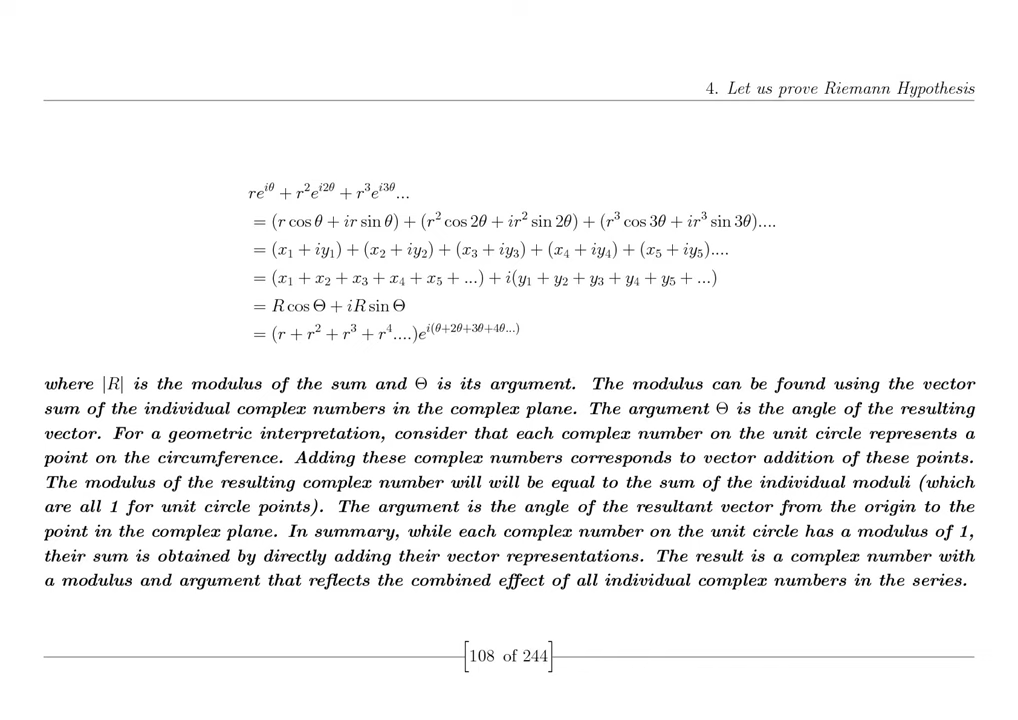 4. Let us prove Riemann Hypothesis
re^{iθ} + r^2e^{i2θ} + r^3e^{i3θ}...
= (r cos θ + ir sin θ) + (r^2 cos 2θ + ir^2 sin 2θ) + (r^3 cos 3θ + ir^3 sin 3θ)....
= (x_1 + iy_1) + (x_2 + iy_2) + (x_3 + iy_3) + (x_4 + iy_4) + (x_5 + iy_5)....
= (x_1 + x_2 + x_3 + x_4 + x_5 + ...) + i(y_1 + y_2 + y_3 + y_4 + y_5 + ...)
= R cos Θ + iR sin Θ
= (r + r^2 + r^3 + r^4....)e^{i(θ+2θ+3θ+4θ...)}
where |R| is the modulus of the sum and Θ is its argument. The modulus can be found using the vector
sum of the individual complex numbers in the complex plane. The argument Θ is the angle of the resulting
vector. For a geometric interpretation, consider that each complex number on the unit circle represents a
point on the circumference. Adding these complex numbers corresponds to vector addition of these points.
The modulus of the resulting complex number will will be equal to the sum of the individual moduli (which
are all 1 for unit circle points). The argument is the angle of the resultant vector from the origin to the
point in the complex plane. In summary, while each complex number on the unit circle has a modulus of 1,
their sum is obtained by directly adding their vector representations. The result is a complex number with
a modulus and argument that reflects the combined effect of all individual complex numbers in the series.
[108 of 244]